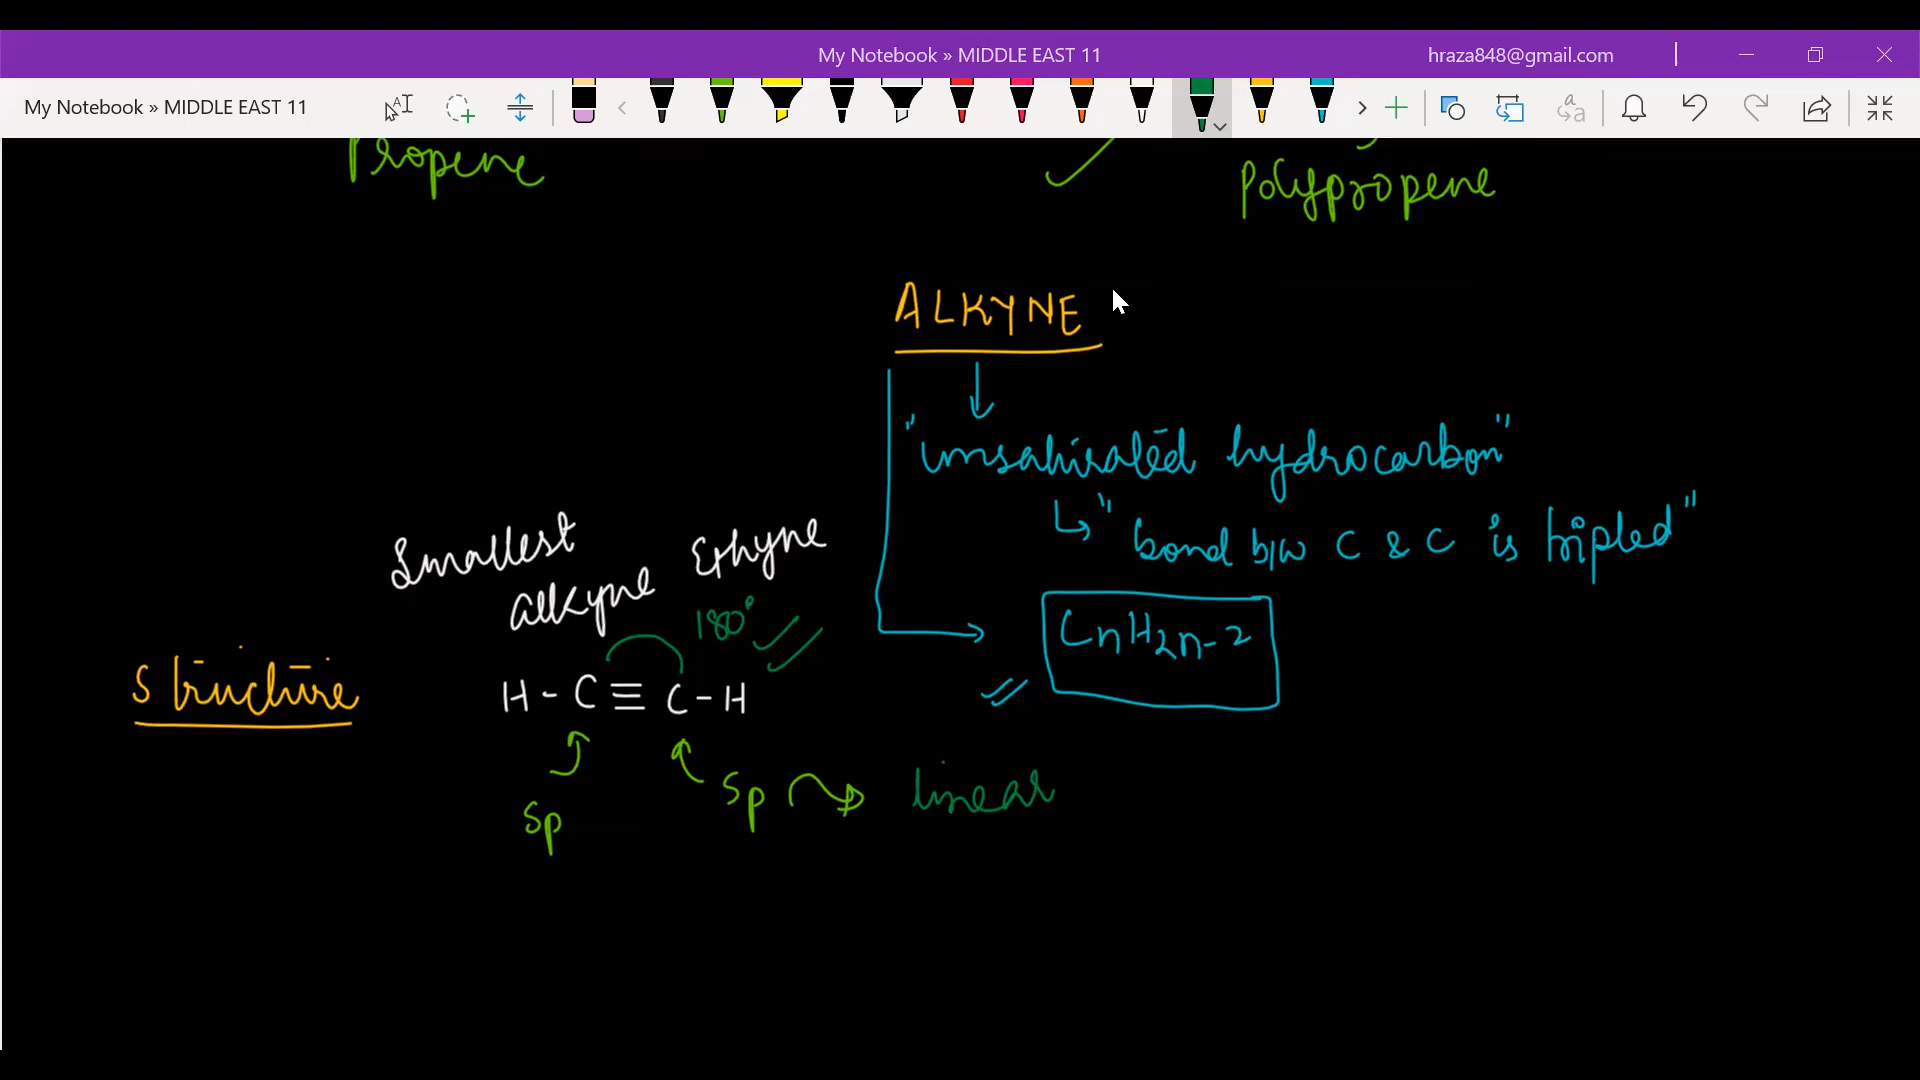 My Notebook » MIDDLE EAST 11
hraza848@gmail.com
My Notebook » MIDDLE EAST 11
Propene
Polypropene
ALKYNE
"unsaturated hydrocarbon"
"bond b/w C & C is tripled"
Smallest
alkyne
Ethyne
180°
CnH2n-2
Structure
H-C≡C-H
Sp
Sp
linear